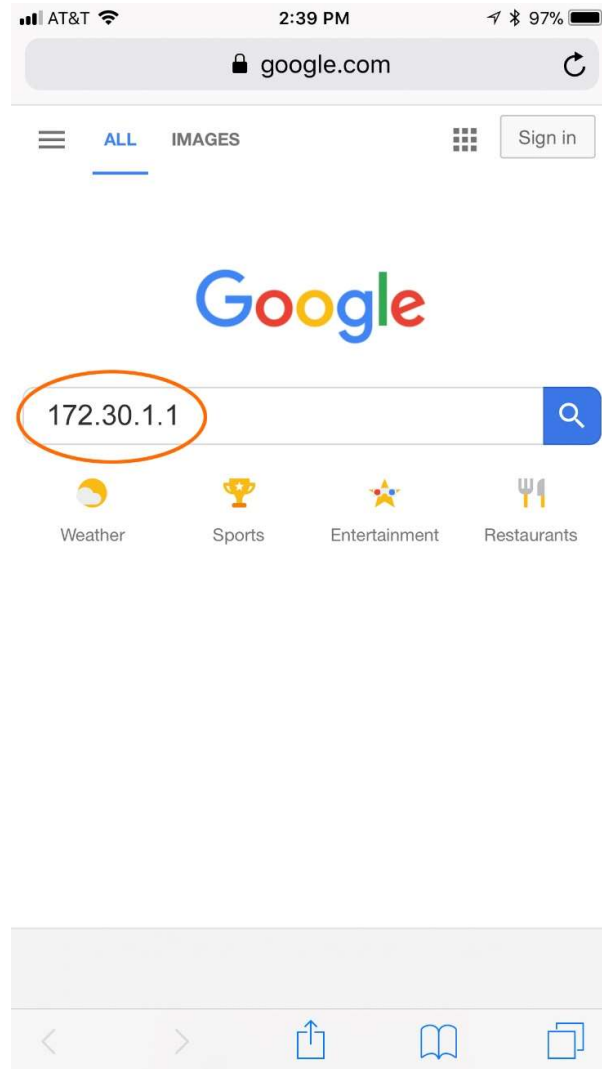 AT&T 2:39 PM 97%
google.com
ALL IMAGES Sign in
Google
172.30.1.1
Weather Sports Entertainment Restaurants